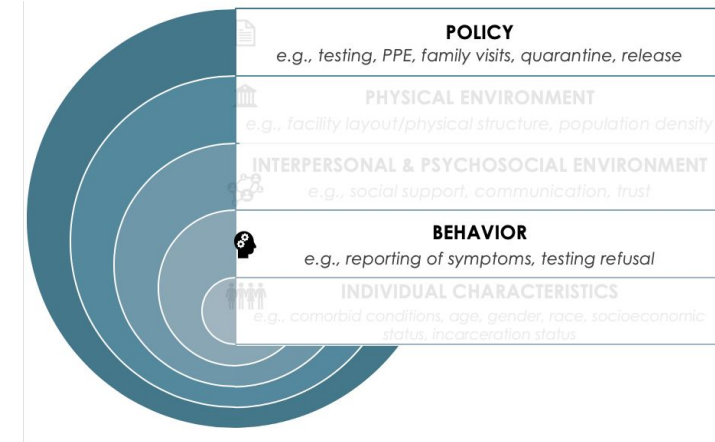 POLICY
e.g., testing, PPE, family visits, quarantine, release
PHYSICAL ENVIRONMENT
e.g., facility layout/physical structure, population density
INTERPERSONAL & PSYCHOSOCIAL ENVIRONMENT
e.g., social support, communication, trust
BEHAVIOR
e.g., reporting of symptoms, testing refusal
INDIVIDUAL CHARACTERISTICS
e.g., comorbid conditions, age, gender, race, socioeconomic
status, incarceration status